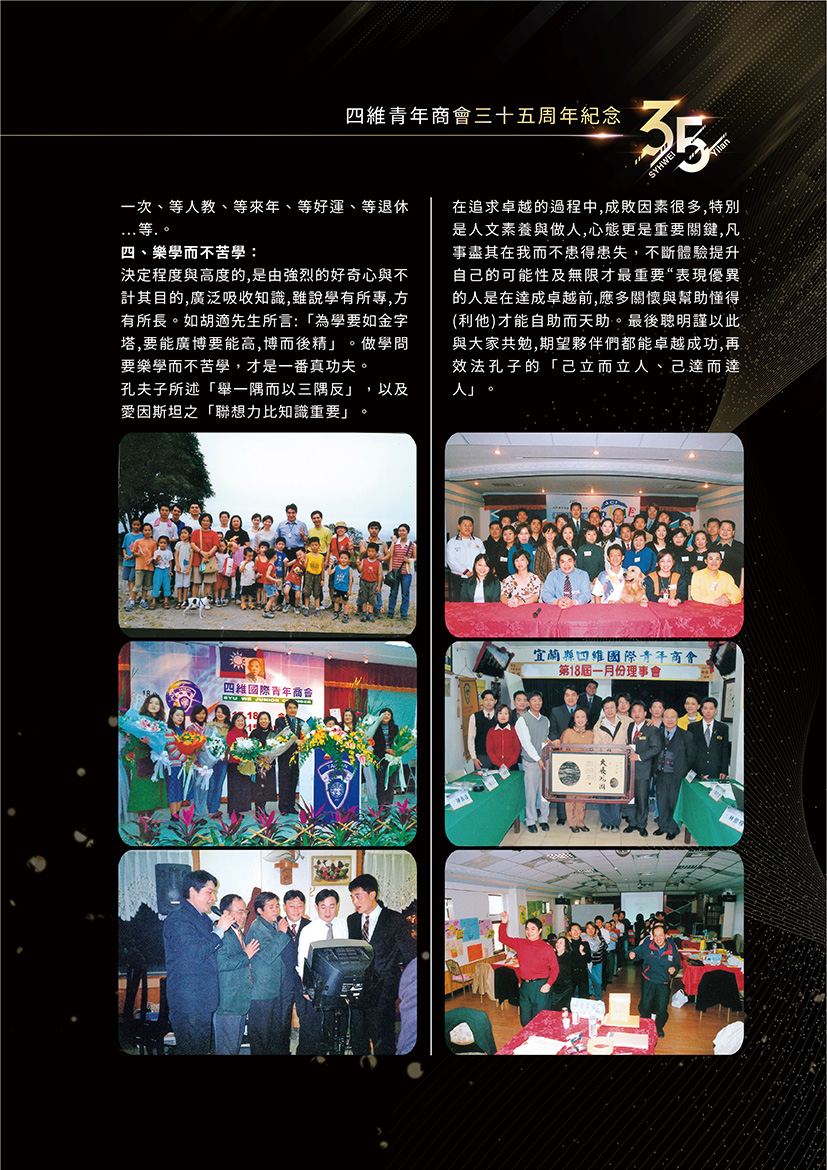 四維青年商會三十五周年紀念
35
SYHWEI
Yilan
一次、等人教、等來年、等好運、等退休
...等.。
四、樂學而不苦學：
決定程度與高度的,是由強烈的好奇心與不
計其目的,廣泛吸收知識,雖說學有所專,方
有所長。如胡適先生所言:「為學要如金字
塔,要能廣博要能高,博而後精」。做學問
要樂學而不苦學，才是一番真功夫。
孔夫子所述「舉一隅而以三隅反」，以及
愛因斯坦之「聯想力比知識重要」。
在追求卓越的過程中,成敗因素很多,特別
是人文素養與做人,心態更是重要關鍵,凡
事盡其在我而不患得患失，不斷體驗提升
自己的可能性及無限才最重要“表現優異
的人是在達成卓越前,應多關懷與幫助懂得
(利他)才能自助而天助。最後聰明謹以此
與大家共勉,期望夥伴們都能卓越成功,再
效法孔子的「己立而立人、己達而達
人」。
四維國際青年商會
宜蘭縣四維國際青年商會
第18屆一月份理事會